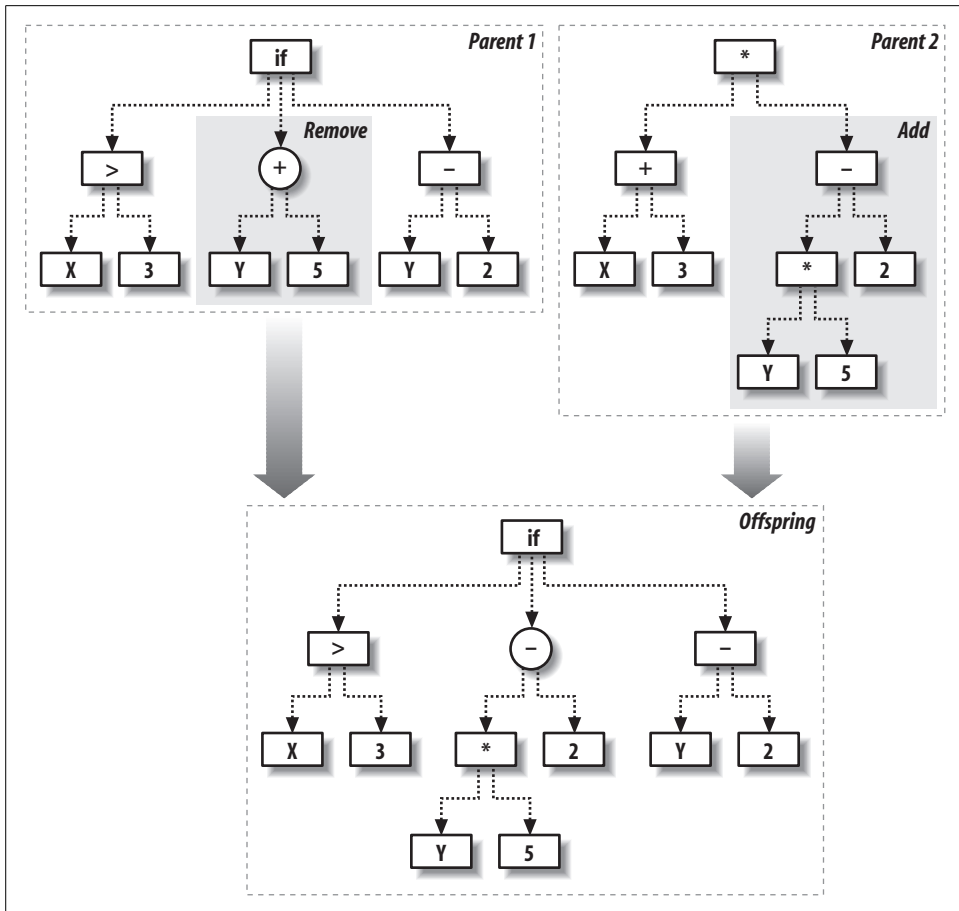 Parent 1
if
Remove
>
+
-
X
3
Y
5
Y
2
Parent 2
*
Add
+
-
X
3
*
2
Y
5
Offspring
if
>
-
-
X
3
*
2
Y
2
Y
5